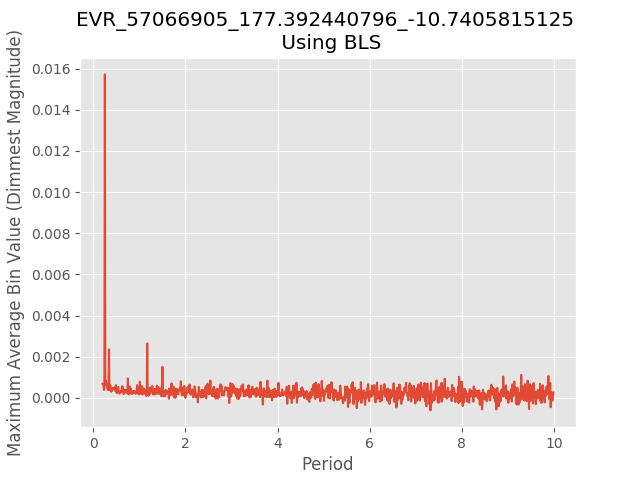 EVR_57066905_177.392440796_-10.7405815125
Using BLS
Maximum Average Bin Value (Dimmest Magnitude)
0.016
0.014
0.012
0.010
0.008
0.006
0.004
0.002
0.000
0 2 4 6 8 10
Period